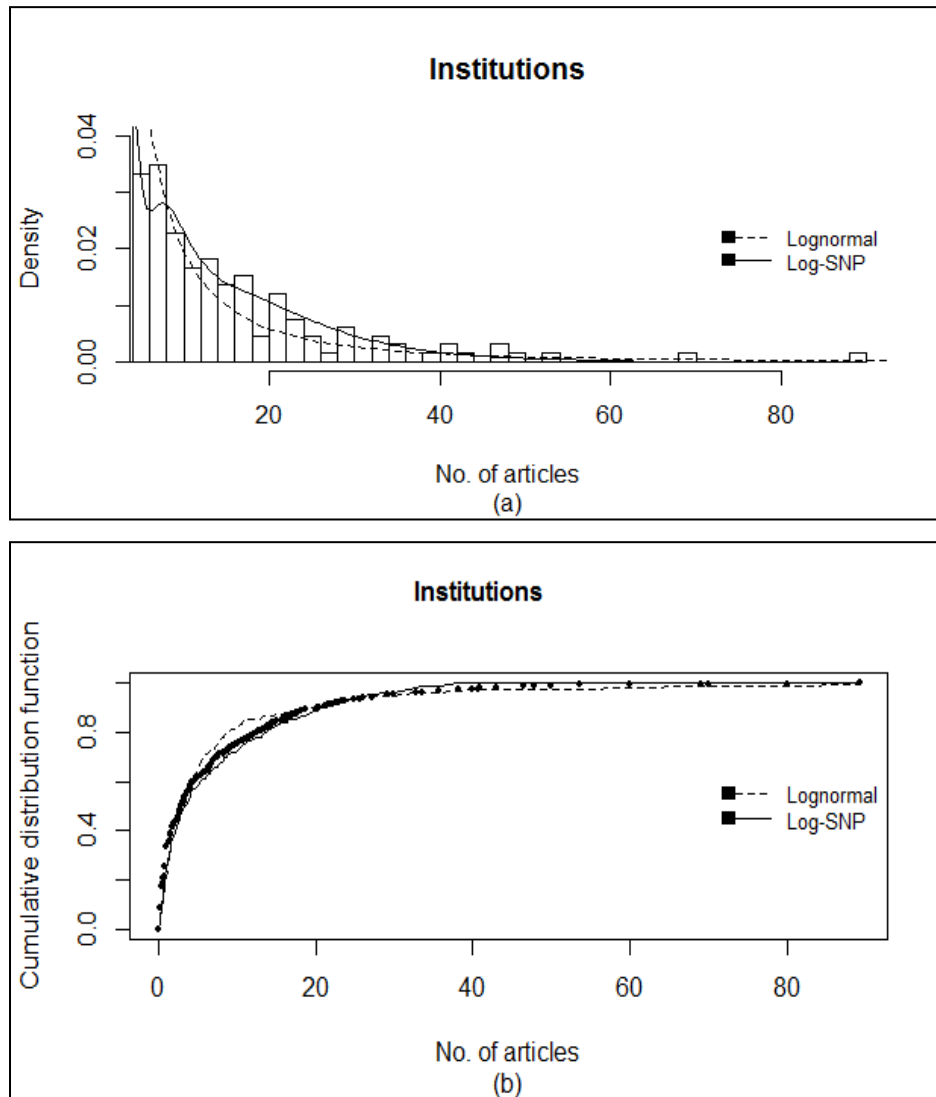 Institutions
0.04
0.02
0.00
Density
Lognormal
Log-SNP
20 40 60 80
No. of articles
(a)
Institutions
Cumulative distribution function
0.8
0.4
0.0
Lognormal
Log-SNP
0 20 40 60 80
No. of articles
(b)